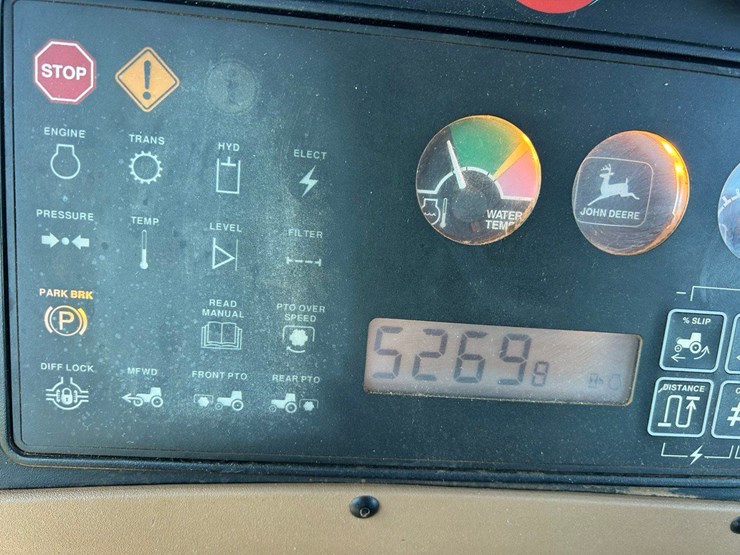 STOP
!
ENGINE
TRANS
HYD
ELECT
PRESSURE
TEMP
LEVEL
FILTER
PARK BRK
P
READ
MANUAL
PTO OVER
SPEED
DIFF LOCK
MFWD
FRONT PTO
REAR PTO
WATER
TEMP
JOHN DEERE
52698
% SLIP
DISTANCE